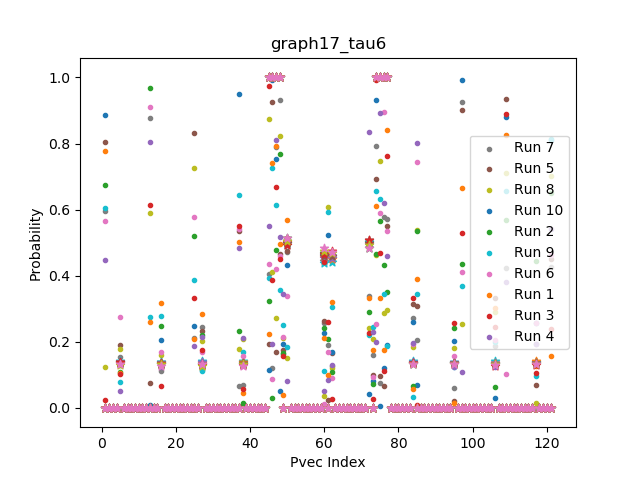 graph17_tau6
Probability
1.0
0.8
0.6
0.4
0.2
0.0
Run 7
Run 5
Run 8
Run 10
Run 2
Run 9
Run 6
Run 1
Run 3
Run 4
0
20
40
60
80
100
120
Pvec Index